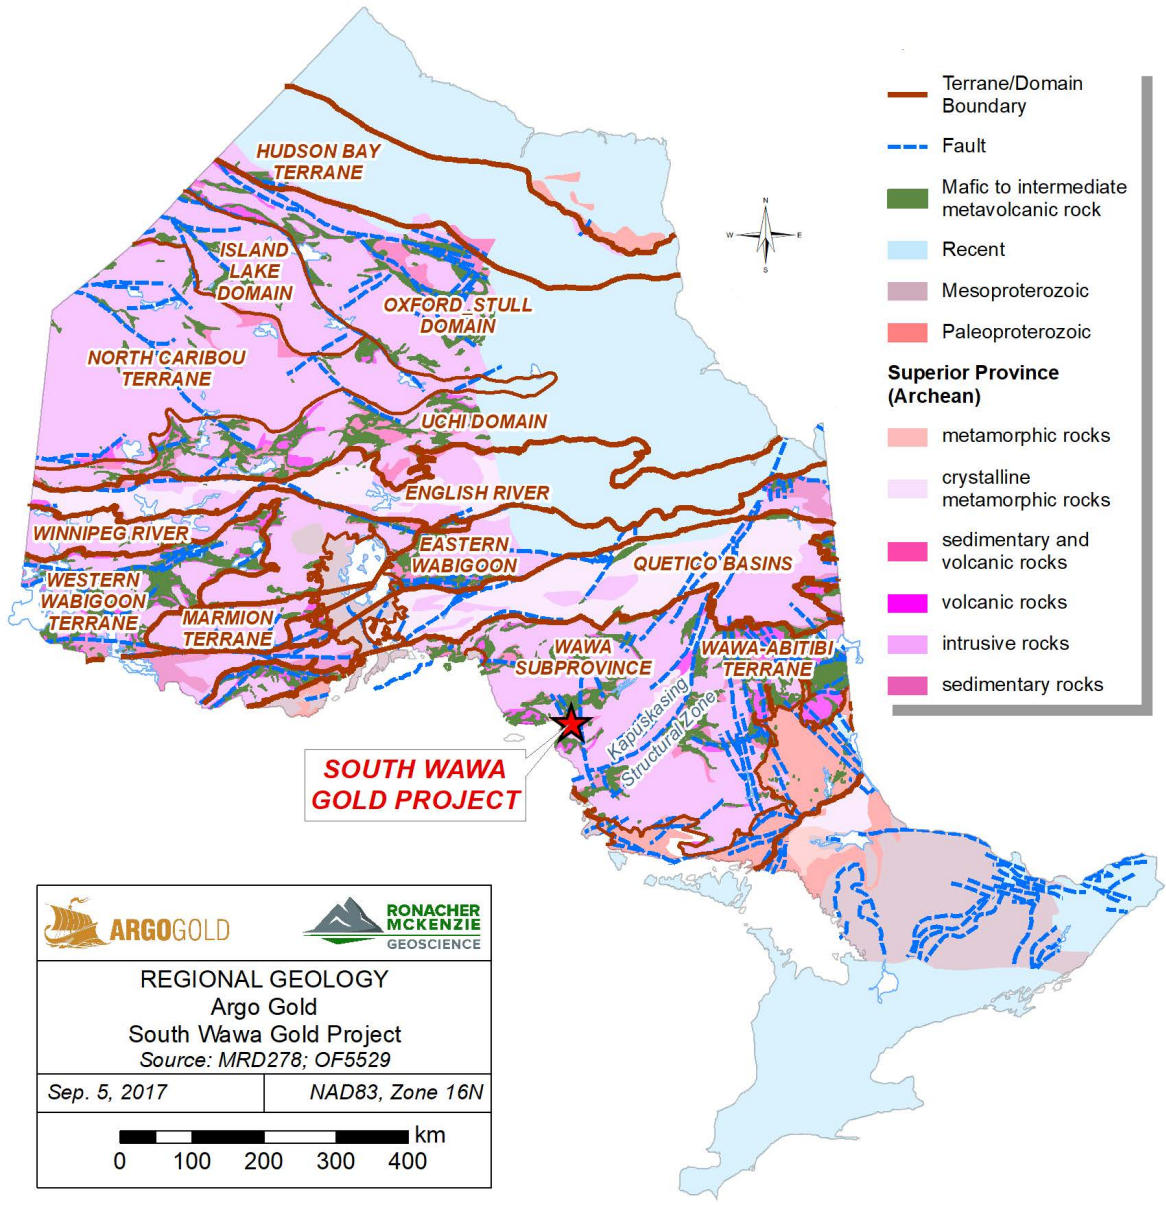 HUDSON BAY
TERRANE
ISLAND
LAKE
DOMAIN
OXFORD_STULL
DOMAIN
NORTH CARIBOU
TERRANE
UCHI DOMAIN
ENGLISH RIVER
WINNIPEG RIVER
EASTERN
WABIGOON
QUETICO BASINS
WESTERN
WABIGOON
TERRANE
MARMION
TERRANE
WAWA
SUBPROVINCE
WAWA-ABITIBI
TERRANE
Kapuskasing
Structural Zone
SOUTH WAWA
GOLD PROJECT
N
W
E
S
Terrane/Domain
Boundary
Fault
Mafic to intermediate
metavolcanic rock
Recent
Mesoproterozoic
Paleoproterozoic
Superior Province
(Archean)
metamorphic rocks
crystalline
metamorphic rocks
sedimentary and
volcanic rocks
volcanic rocks
intrusive rocks
sedimentary rocks
ARGOGOLD
RONACHER
MCKENZIE
GEOSCIENCE
REGIONAL GEOLOGY
Argo Gold
South Wawa Gold Project
Source: MRD278; OF5529
Sep. 5, 2017
NAD83, Zone 16N
km
0 100 200 300 400